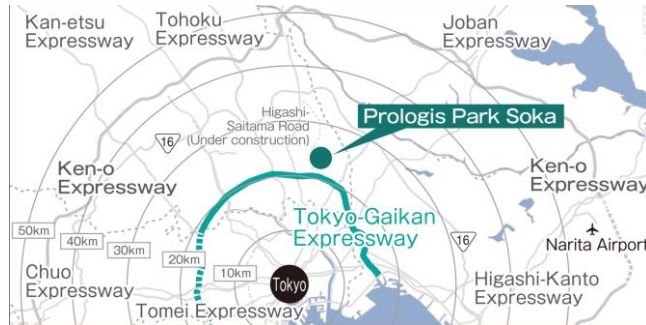 Kan-etsu
Expressway
Tohoku
Expressway
Joban
Expressway
Higashi-
Saitama Road
(Under construction)
Prologis Park Soka
16
Ken-o
Expressway
Ken-o
Expressway
Tokyo-Gaikan
Expressway
50km
40km
30km
20km
10km
16
Narita Airport
Chuo
Expressway
Tokyo
Higashi-Kanto
Expressway
Tomei Expressway